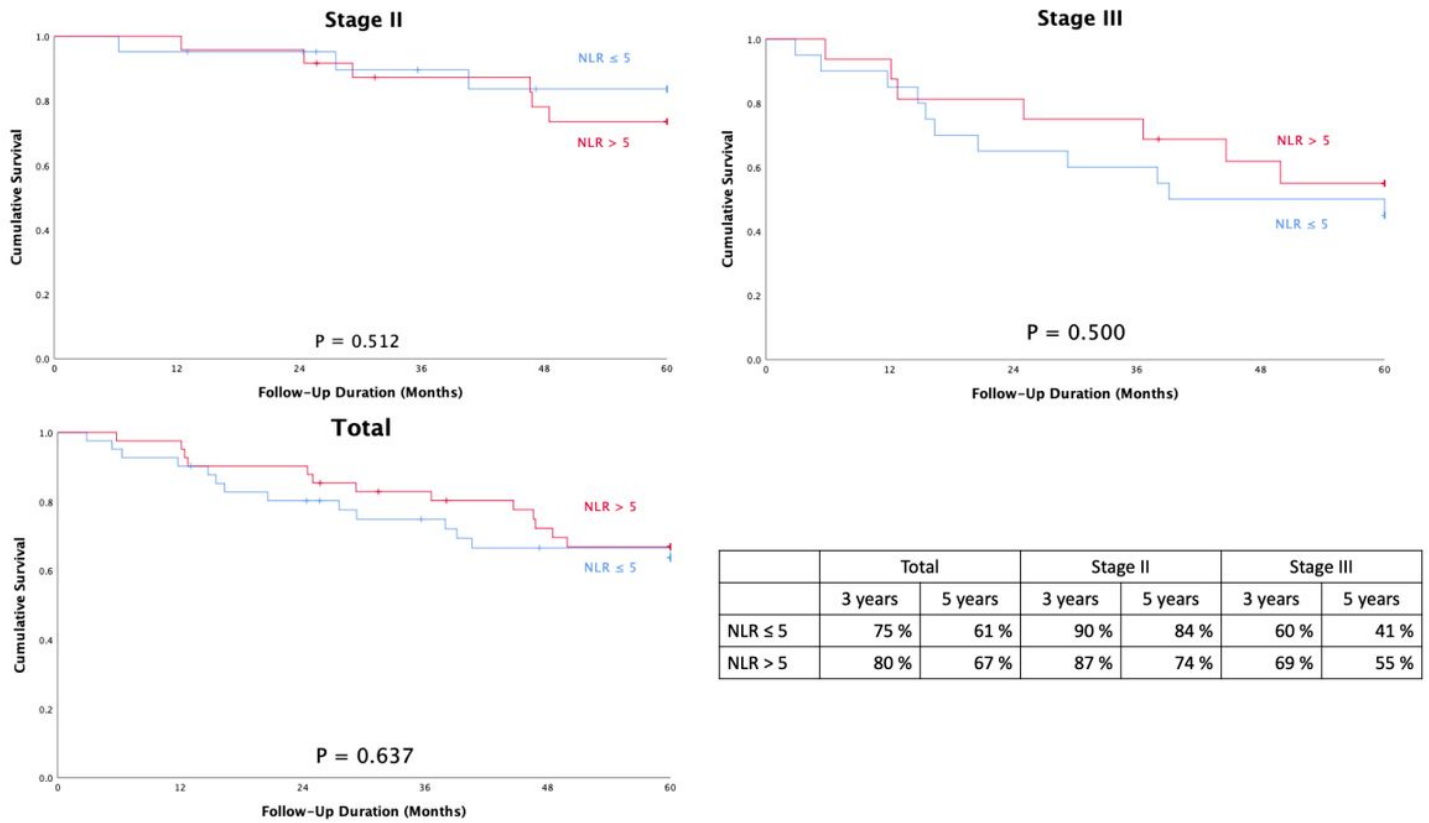 Stage II
1.0
0.8
0.6
0.4
0.2
0.0
Cumulative Survival
NLR ≤ 5
NLR > 5
P = 0.512
0 12 24 36 48 60
Follow-Up Duration (Months)
Stage III
1.0
0.8
0.6
0.4
0.2
0.0
Cumulative Survival
NLR > 5
NLR ≤ 5
P = 0.500
0 12 24 36 48 60
Follow-Up Duration (Months)
Total
1.0
0.8
0.6
0.4
0.2
0.0
Cumulative Survival
NLR > 5
NLR ≤ 5
P = 0.637
0 12 24 36 48 60
Follow-Up Duration (Months)
Total Stage II Stage III
3 years 5 years 3 years 5 years 3 years 5 years
NLR ≤ 5 75 % 61 % 90 % 84 % 60 % 41 %
NLR > 5 80 % 67 % 87 % 74 % 69 % 55 %